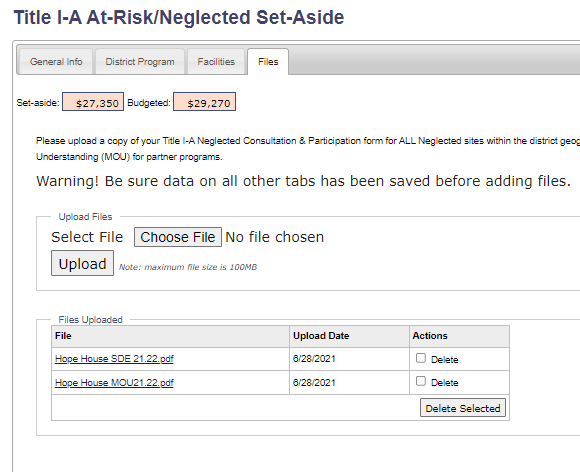 Title I-A At-Risk/Neglected Set-Aside
General Info District Program Facilities Files
Set-aside: $27,350 Budgeted: $29,270
Please upload a copy of your Title I-A Neglected Consultation & Participation form for ALL Neglected sites within the district geog
Understanding (MOU) for partner programs.
Warning! Be sure data on all other tabs has been saved before adding files.
Upload Files
Select File Choose File No file chosen
Upload Note: maximum file size is 100MB
Files Uploaded
File Upload Date Actions
Hope House SDE 21.22.pdf 6/28/2021 Delete
Hope House MOU21.22.pdf 6/28/2021 Delete
Delete Selected